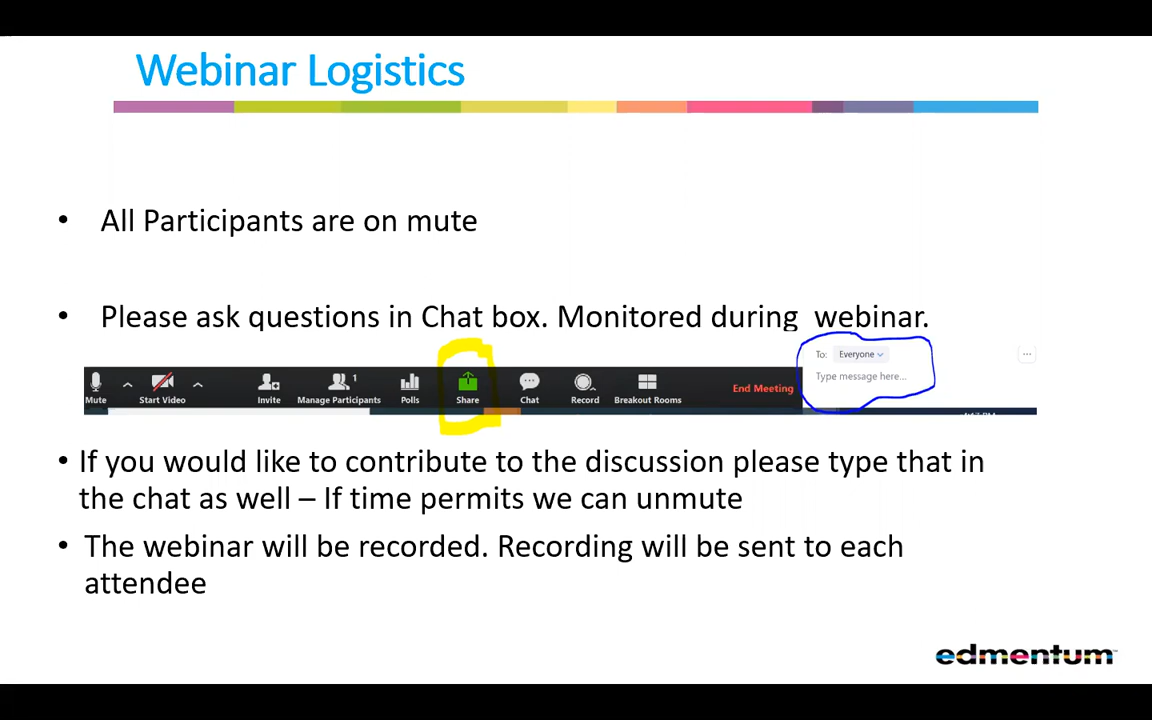 Webinar Logistics
• All Participants are on mute
• Please ask questions in Chat box. Monitored during webinar.
To: Everyone
Type message here...
Mute Start Video Invite Manage Participants 1 Polls Share Chat Record Breakout Rooms End Meeting
• If you would like to contribute to the discussion please type that in
the chat as well – If time permits we can unmute
• The webinar will be recorded. Recording will be sent to each
attendee
edmentum